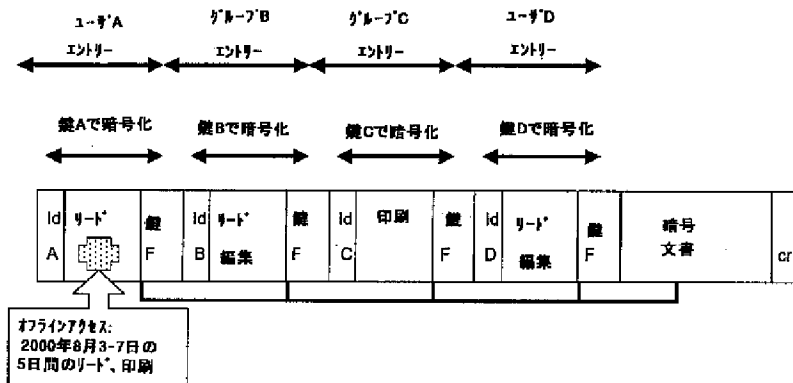 ユーザA グループB グループC ユーザD
エントリー エントリー エントリー エントリー
鍵Aで暗号化 鍵Bで暗号化 鍵Cで暗号化 鍵Dで暗号化
id リード 鍵 id リード 鍵 id 印刷 鍵 id リード 鍵 暗号
A F B 編集 F C F D 編集 F 文書 cr
オフラインアクセス:
2000年8月3-7日の
5日間のリード、印刷